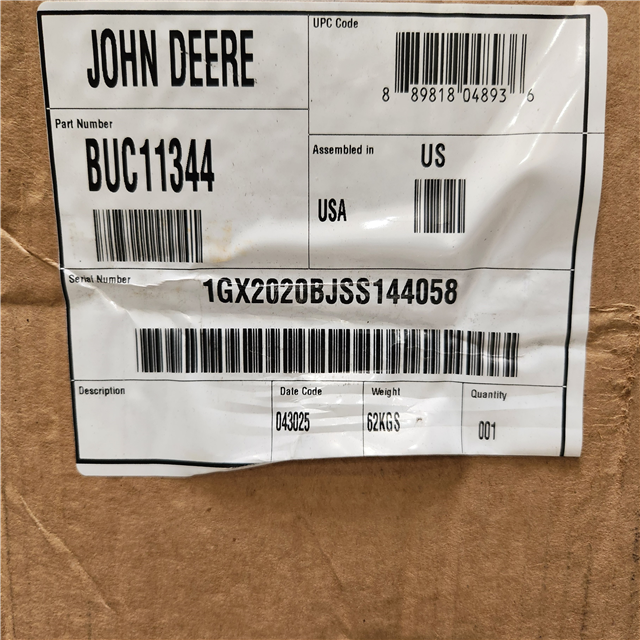 JOHN DEERE
UPC Code
8 89818 04893 6
Part Number
BUC11344
Assembled in
US
USA
Serial Number
1GX2020BJSS144058
Description
Date Code
043025
Weight
62KGS
Quantity
001